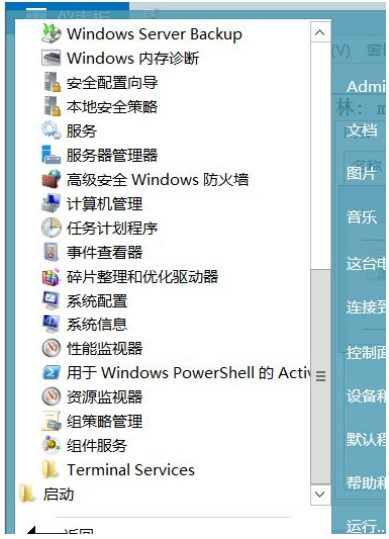 Windows Server Backup
Windows 内存诊断
安全配置向导
本地安全策略
服务
服务器管理器
高级安全 Windows 防火墙
计算机管理
任务计划程序
事件查看器
碎片整理和优化驱动器
系统配置
系统信息
性能监视器
用于 Windows PowerShell 的 Activ
资源监视器
组策略管理
组件服务
Terminal Services
启动
返回
Admi
文档
图片
音乐
这台电
连接到
控制面
设备和
默认程
帮助和
运行...